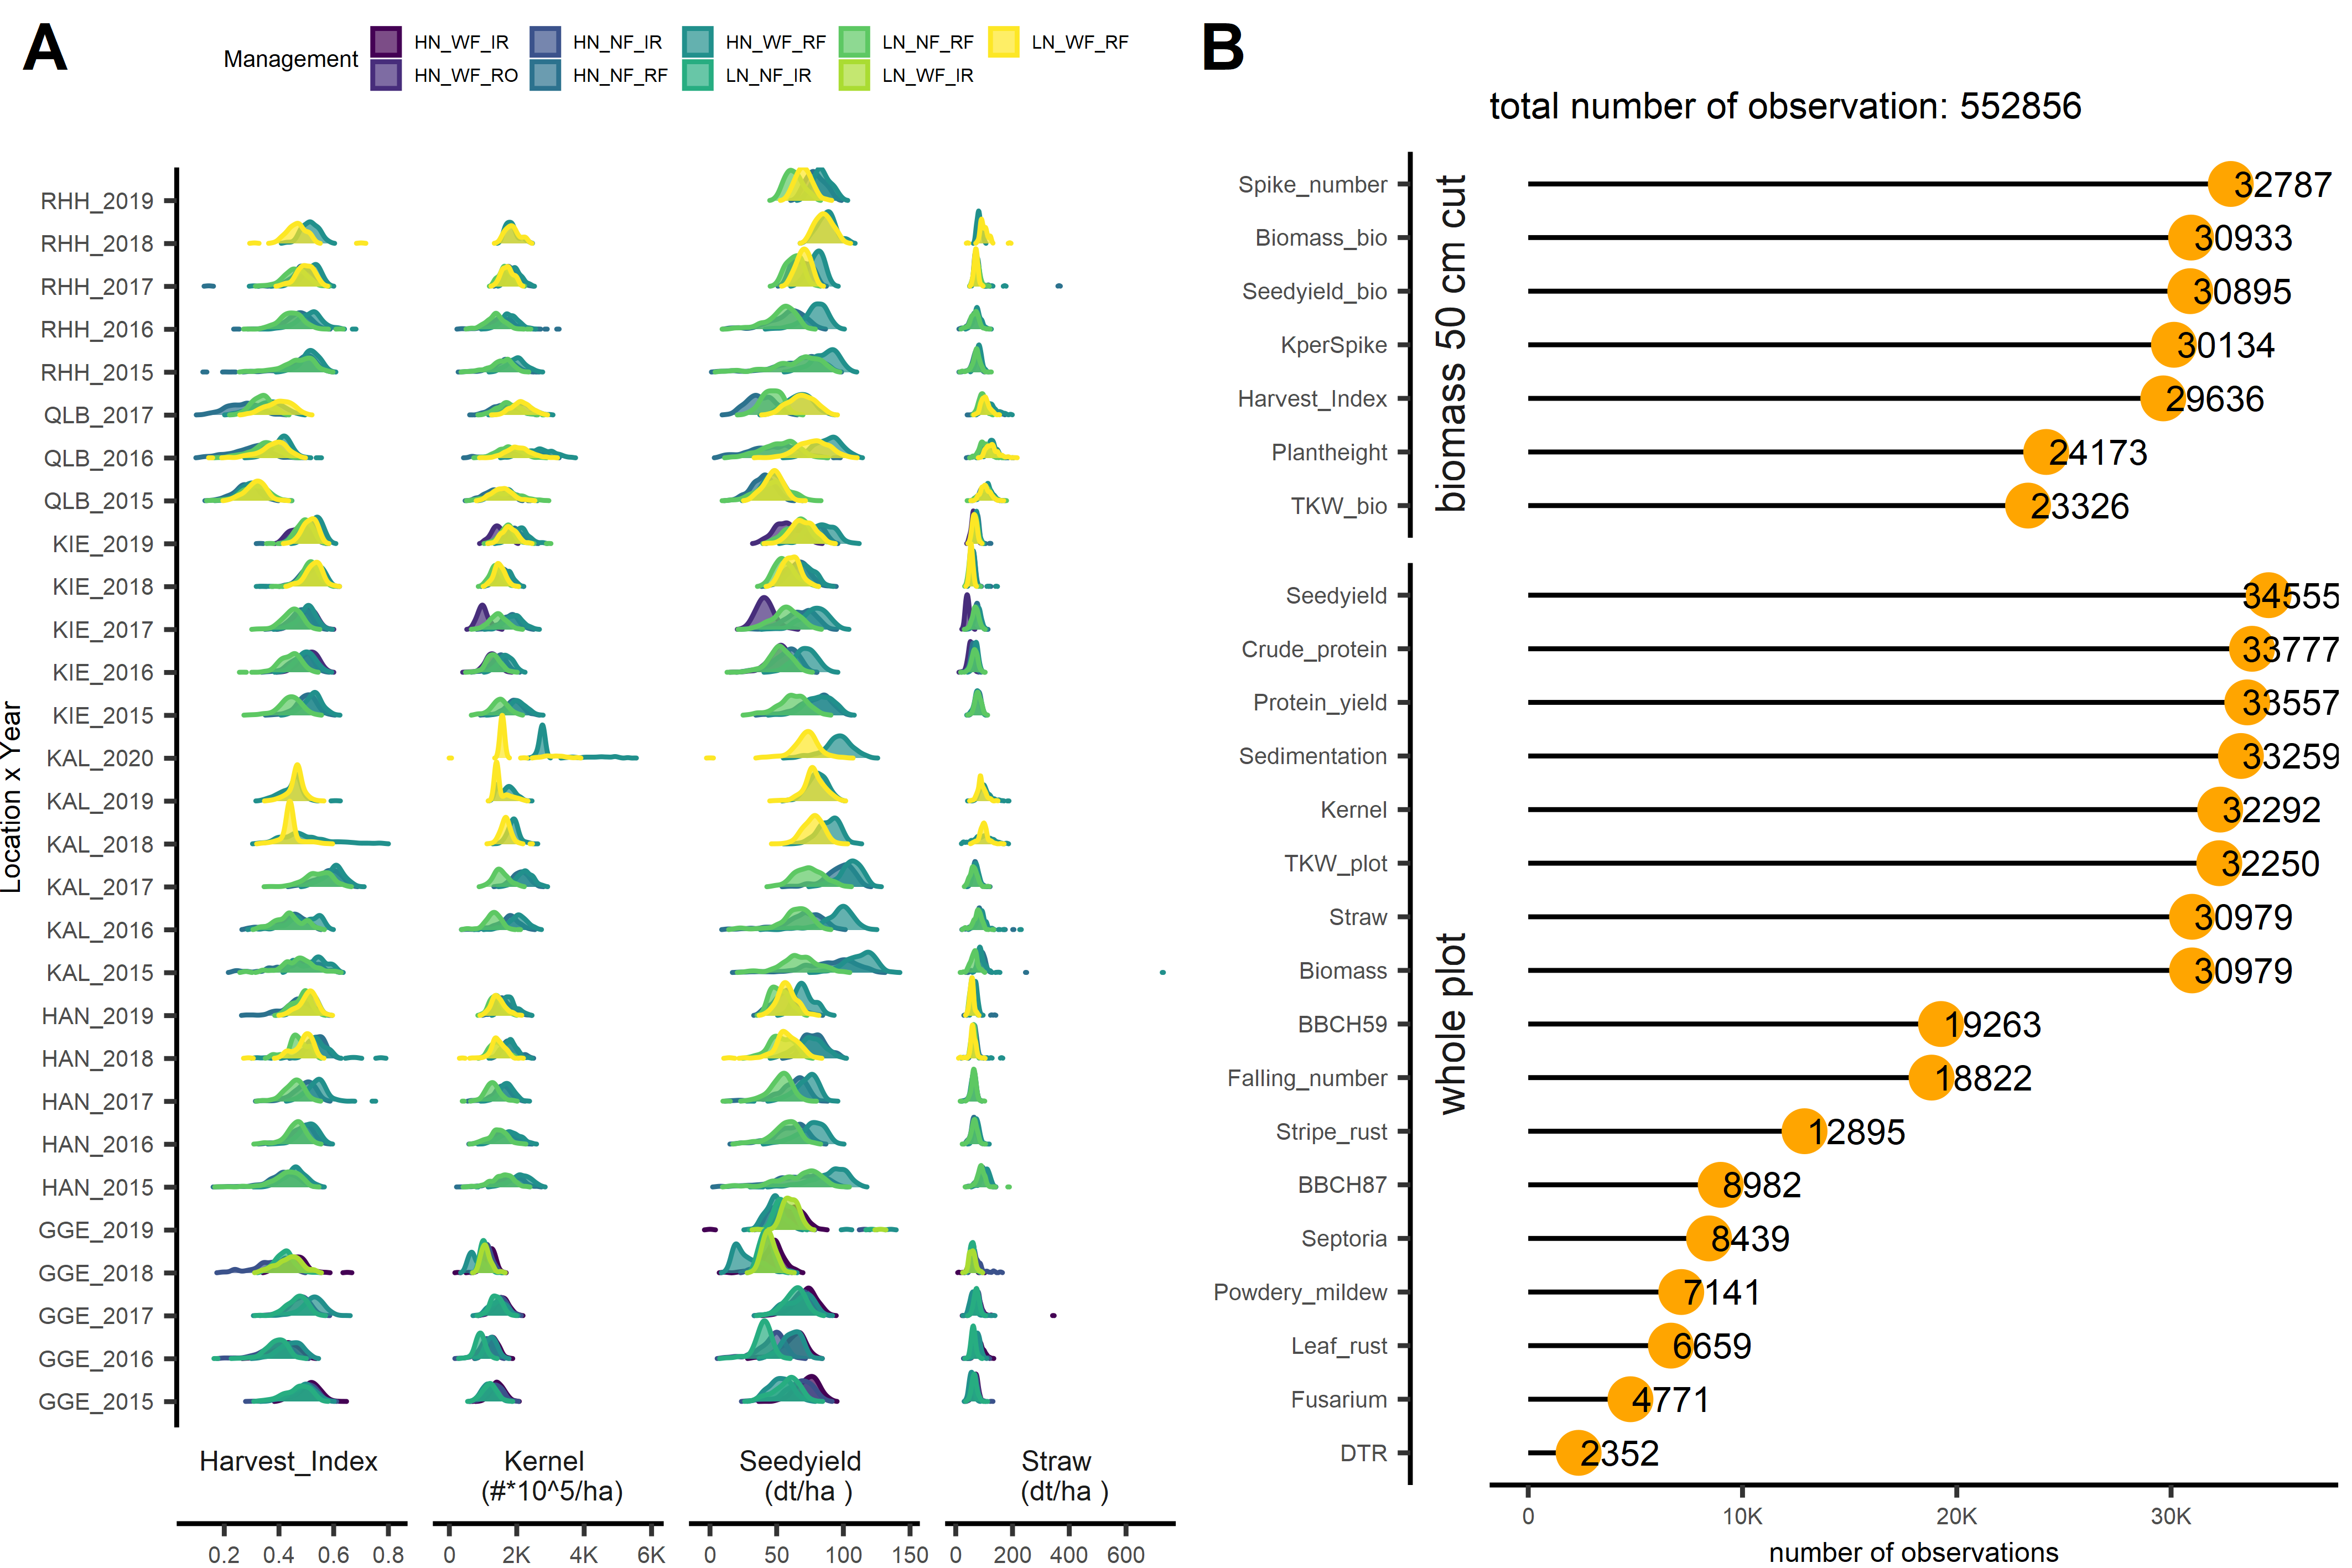 A
Management
HN_WF_IR
HN_NF_IR
HN_WF_RF
LN_NF_RF
LN_WF_RF
HN_WF_RO
HN_NF_RF
LN_NF_IR
LN_WF_IR
Location x Year
RHH_2019
RHH_2018
RHH_2017
RHH_2016
RHH_2015
QLB_2017
QLB_2016
QLB_2015
KIE_2019
KIE_2018
KIE_2017
KIE_2016
KIE_2015
KAL_2020
KAL_2019
KAL_2018
KAL_2017
KAL_2016
KAL_2015
HAN_2019
HAN_2018
HAN_2017
HAN_2016
HAN_2015
GGE_2019
GGE_2018
GGE_2017
GGE_2016
GGE_2015
Harvest_Index
Kernel
(#*10^5/ha)
Seedyield
(dt/ha )
Straw
(dt/ha )
0.2 0.4 0.6 0.8
0 2K 4K 6K
0 50 100 150
0 200 400 600
B
total number of observation: 552856
biomass 50 cm cut
Spike_number 32787
Biomass_bio 30933
Seedyield_bio 30895
KperSpike 30134
Harvest_Index 29636
Plantheight 24173
TKW_bio 23326
whole plot
Seedyield 34555
Crude_protein 33777
Protein_yield 33557
Sedimentation 33259
Kernel 32292
TKW_plot 32250
Straw 30979
Biomass 30979
BBCH59 19263
Falling_number 18822
Stripe_rust 12895
BBCH87 8982
Septoria 8439
Powdery_mildew 7141
Leaf_rust 6659
Fusarium 4771
DTR 2352
0 10K 20K 30K
number of observations